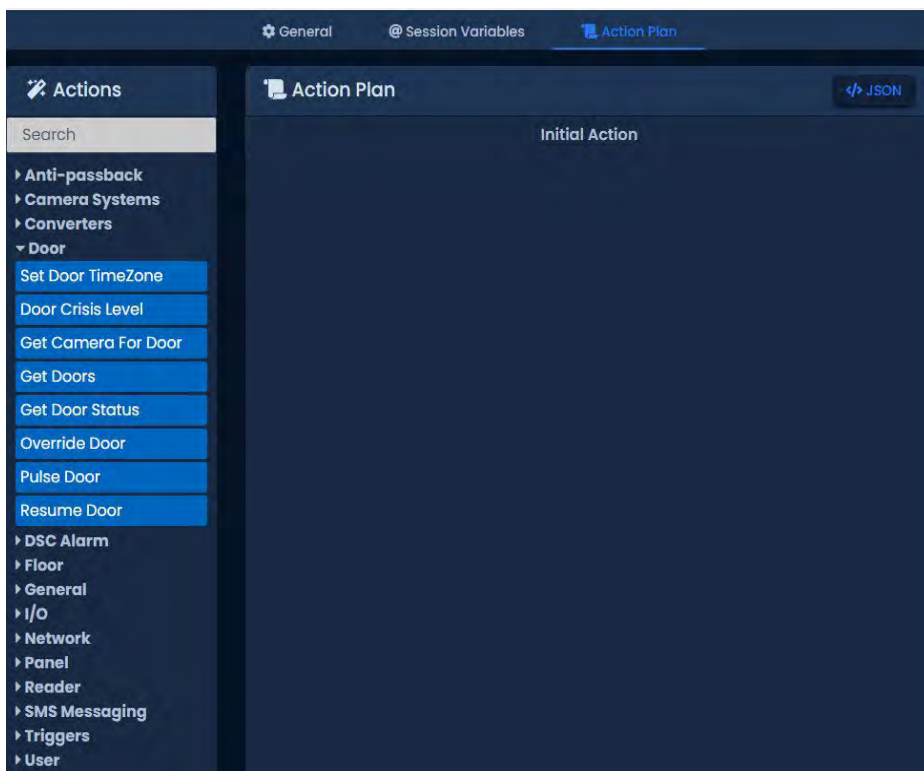 General
@ Session Variables
Action Plan
Actions
Search
Anti-passback
Camera Systems
Converters
Door
Set Door TimeZone
Door Crisis Level
Get Camera For Door
Get Doors
Get Door Status
Override Door
Pulse Door
Resume Door
DSC Alarm
Floor
General
I/O
Network
Panel
Reader
SMS Messaging
Triggers
User
Action Plan
</> JSON
Initial Action